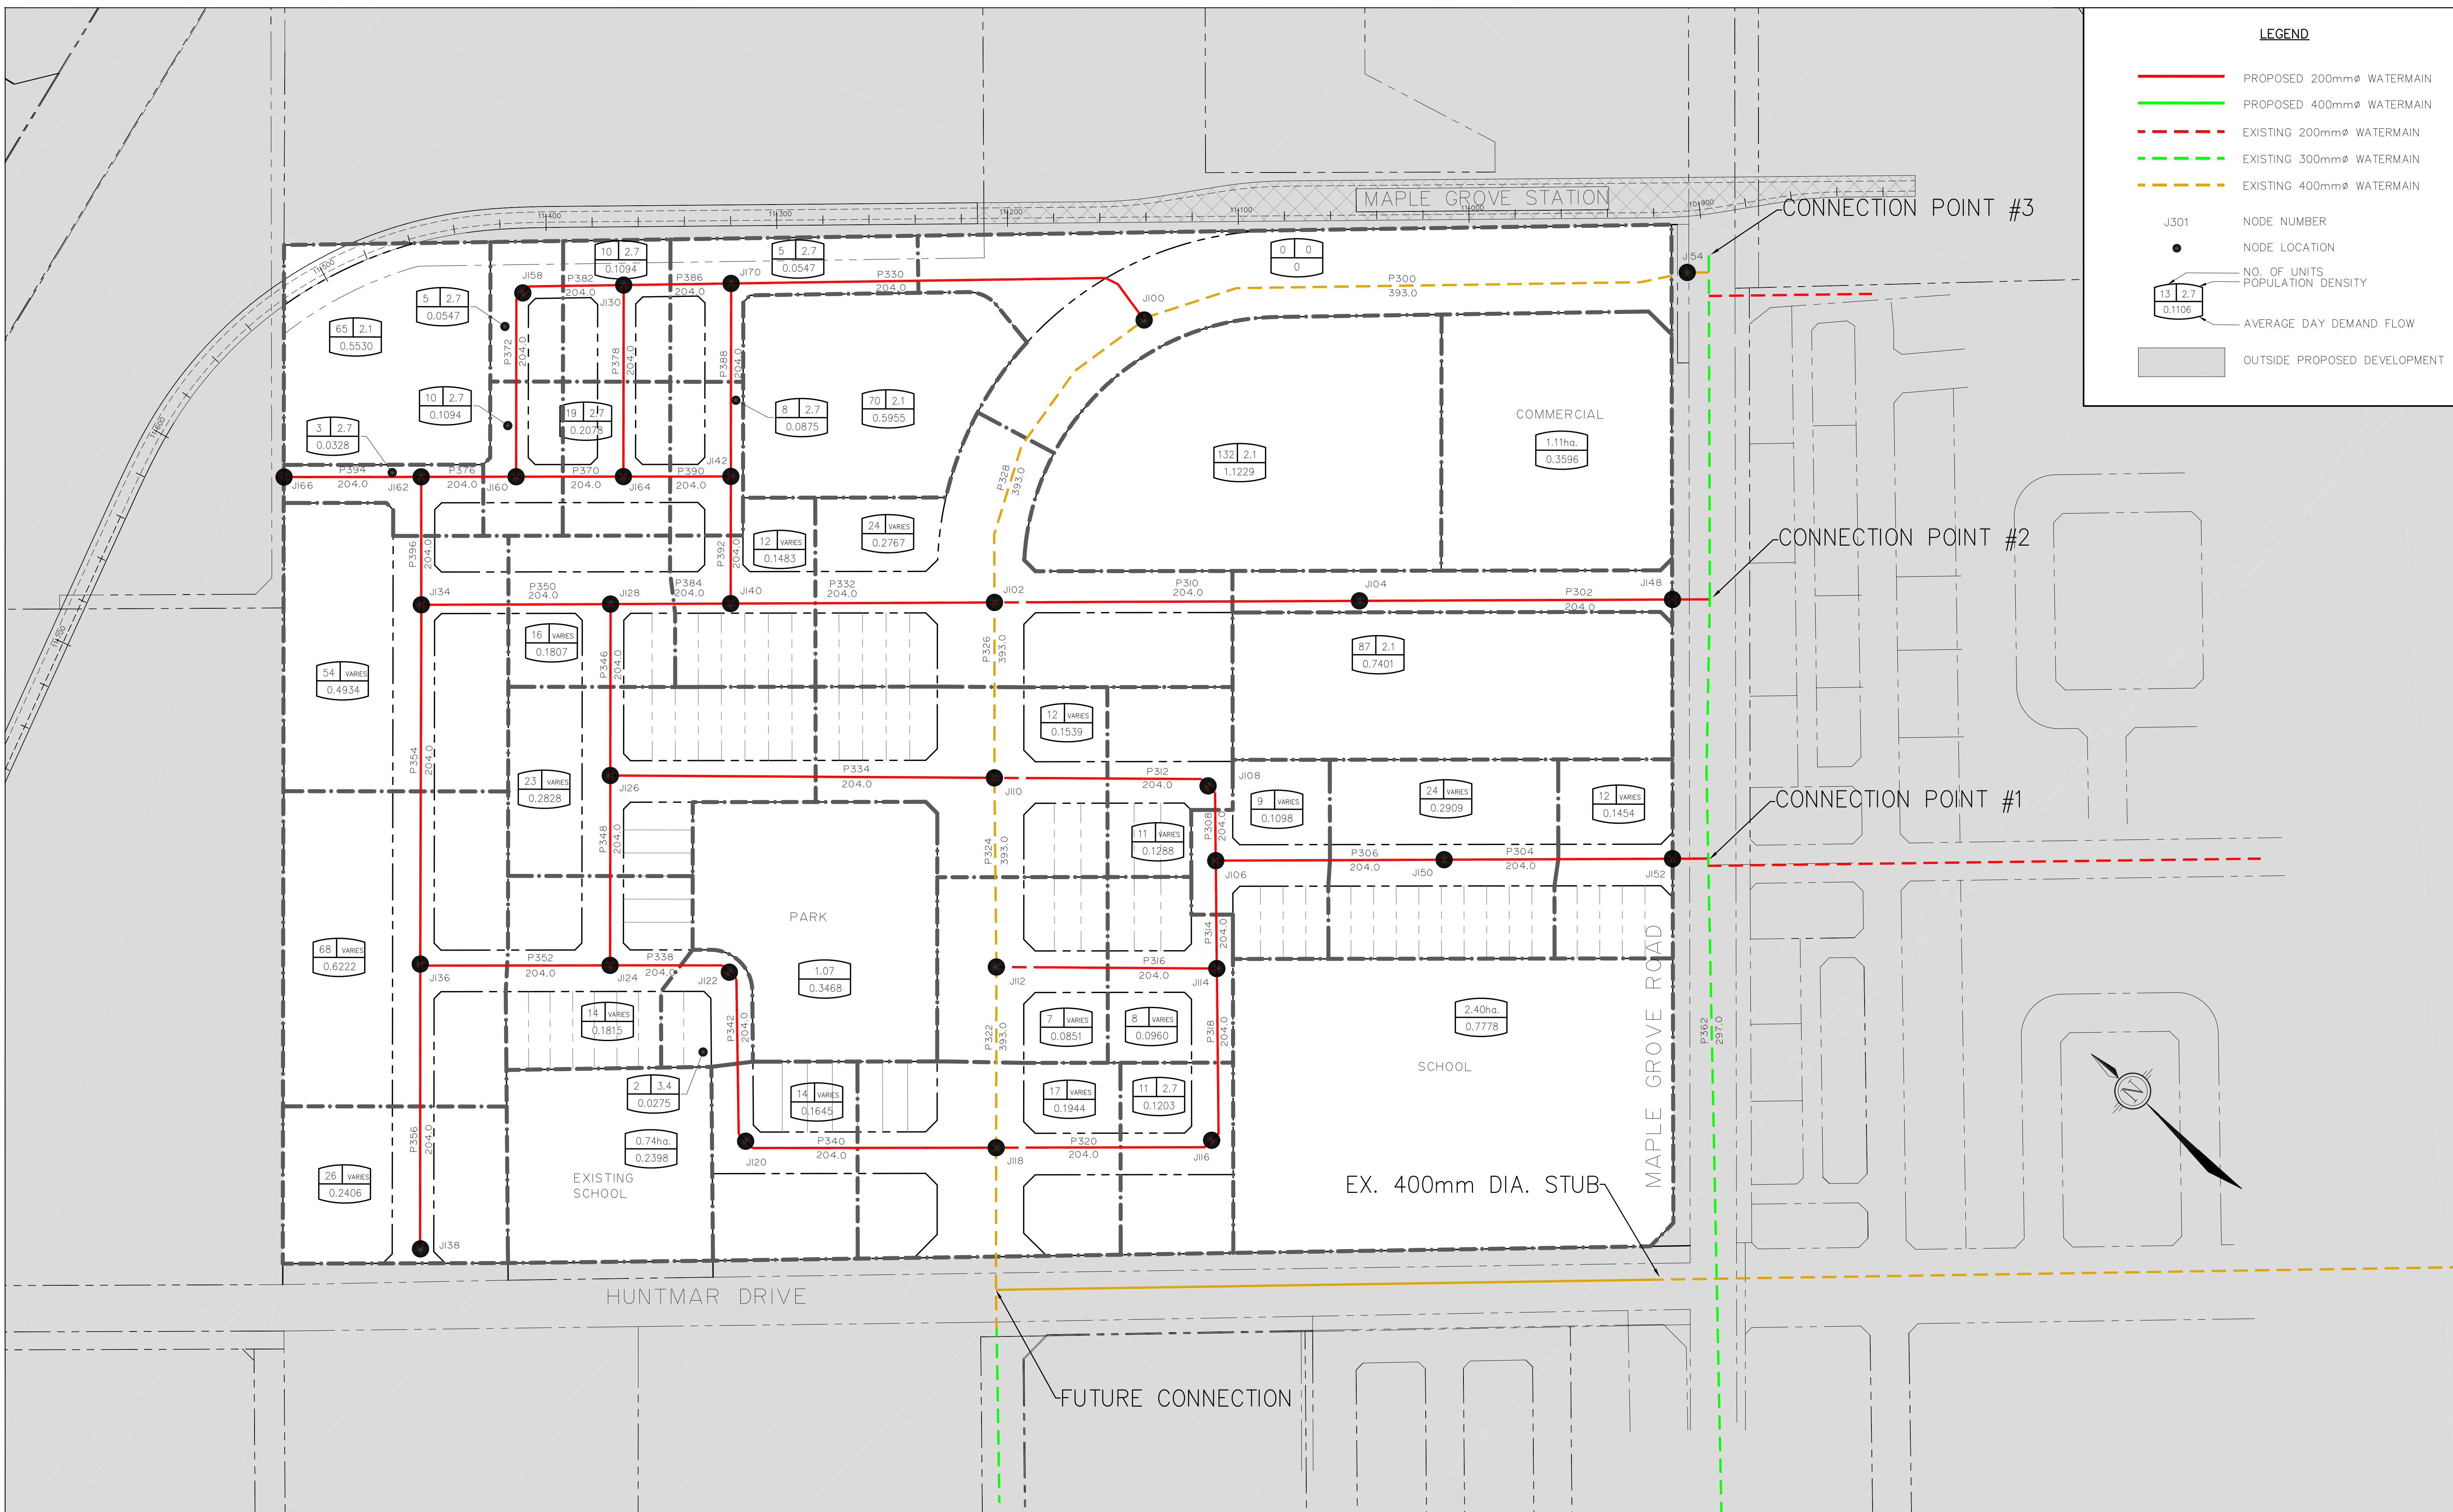 LEGEND
PROPOSED 200mmø WATERMAIN
PROPOSED 400mmø WATERMAIN
EXISTING 200mmø WATERMAIN
EXISTING 300mmø WATERMAIN
EXISTING 400mmø WATERMAIN
J301 NODE NUMBER
NODE LOCATION
NO. OF UNITS
POPULATION DENSITY
13 2.7
0.1106
AVERAGE DAY DEMAND FLOW
OUTSIDE PROPOSED DEVELOPMENT
MAPLE GROVE STATION
11+700
11+600
11+500
11+400
11+300
11+200
11+100
11+000
10+900
CONNECTION POINT #3
J154
10 2.7
0.1094
5 2.7
0.0547
0 0
0
J158
P382
204.0
J130
P386
204.0
J170
P330
204.0
P300
393.0
J100
5 2.7
0.0547
65 2.1
0.5530
P372
204.0
P378
204.0
P388
204.0
10 2.7
0.1094
19 2.7
0.2078
8 2.7
0.0875
70 2.1
0.5955
3 2.7
0.0328
COMMERCIAL
1.11ha.
0.3596
132 2.1
1.1229
P328
393.0
J166
P394
204.0
J162
P376
204.0
J160
P370
204.0
J164
P390
204.0
J142
12 VARIES
0.1483
24 VARIES
0.2767
CONNECTION POINT #2
P396
204.0
P392
204.0
J134
P350
204.0
J128
P384
204.0
J140
P332
204.0
J102
P310
204.0
J104
P302
204.0
J148
16 VARIES
0.1807
P346
204.0
P326
393.0
87 2.1
0.7401
54 VARIES
0.4934
12 VARIES
0.1539
P354
204.0
23 VARIES
0.2828
J126
P334
204.0
J110
P312
204.0
J108
CONNECTION POINT #1
9 VARIES
0.1098
24 VARIES
0.2909
12 VARIES
0.1454
P348
204.0
P324
393.0
11 VARIES
0.1288
P308
204.0
J106
P306
204.0
J150
P304
204.0
J152
PARK
1.07
0.3468
68 VARIES
0.6222
J136
P352
204.0
J124
P338
204.0
J122
J112
P316
204.0
J114
P314
204.0
14 VARIES
0.1815
P342
204.0
P322
393.0
7 VARIES
0.0851
8 VARIES
0.0960
P318
204.0
2.40ha.
0.7778
SCHOOL
MAPLE GROVE ROAD
P362
297.0
2 3.4
0.0275
14 VARIES
0.1645
17 VARIES
0.1944
11 2.7
0.1203
P356
204.0
0.74ha.
0.2398
J120
P340
204.0
J118
P320
204.0
J116
26 VARIES
0.2406
EXISTING
SCHOOL
EX. 400mm DIA. STUB
J138
HUNTMAR DRIVE
FUTURE CONNECTION
N